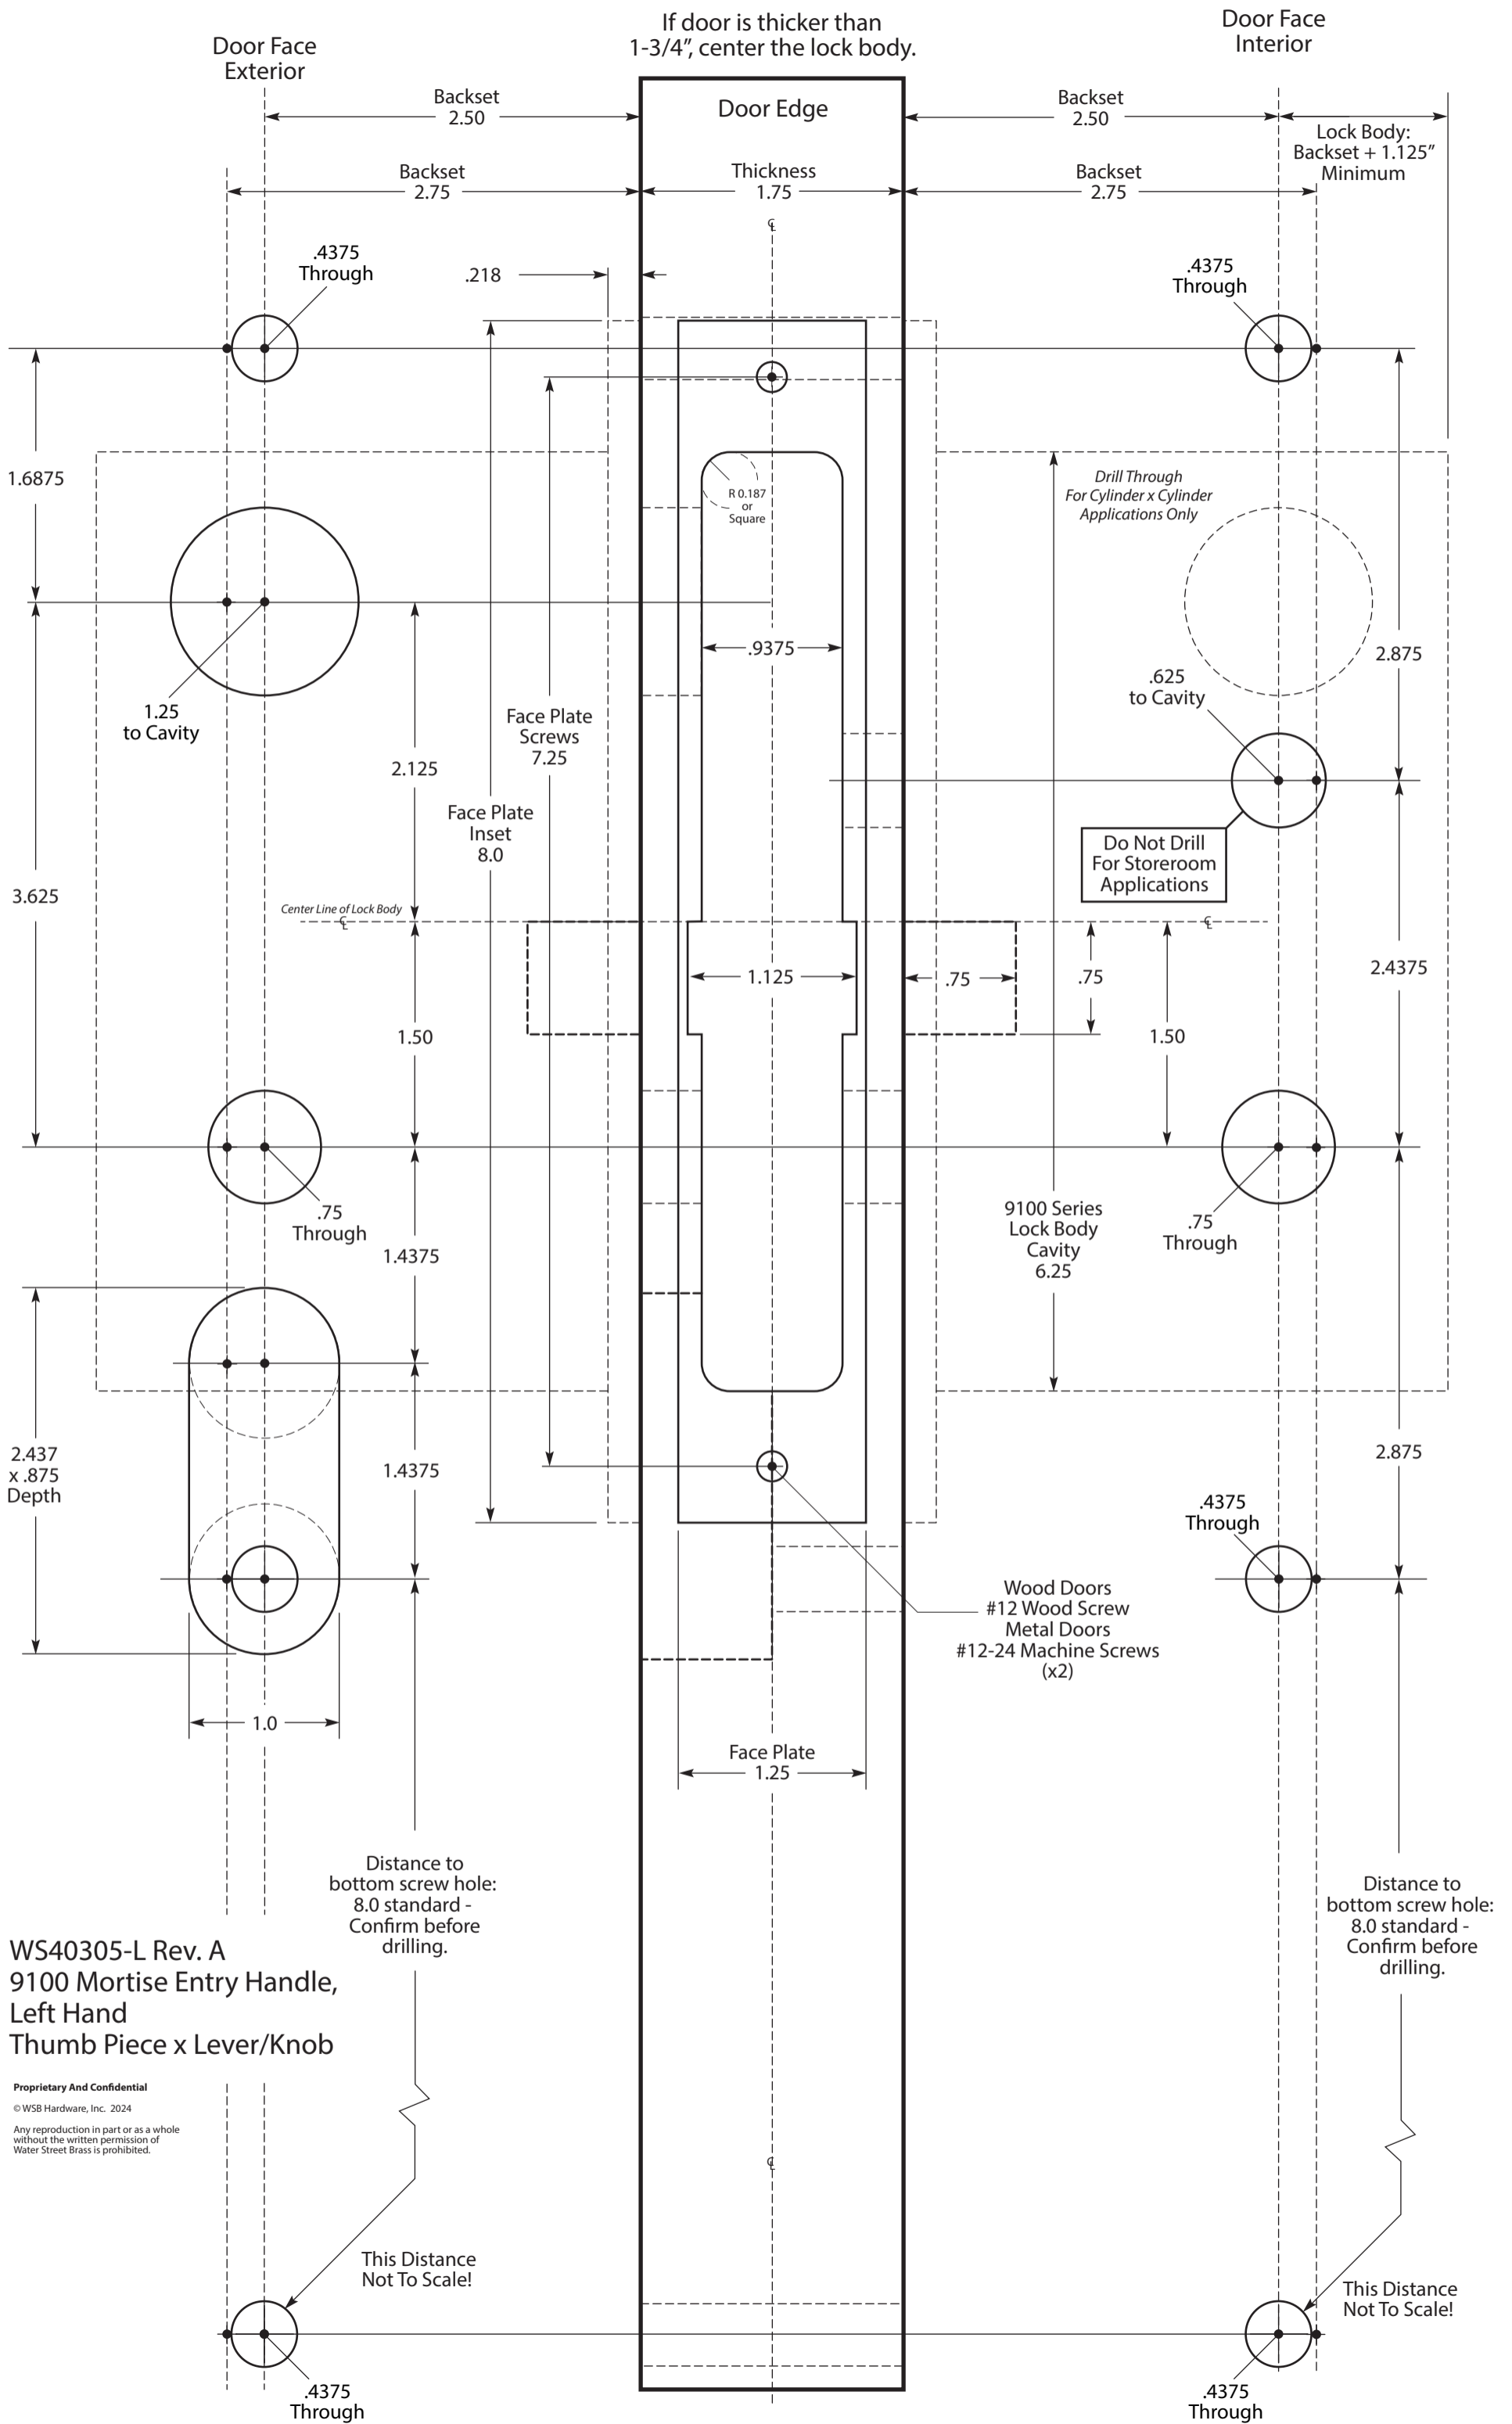 If door is thicker than
1-3/4”, center the lock body.
Door Face
Exterior
Door Face
Interior
Door Edge
Backset
2.50
Backset
2.50
Lock Body:
Backset + 1.125”
Minimum
Backset
2.75
Thickness
1.75
Backset
2.75
℄
.4375
Through
.218
.4375
Through
1.6875
R 0.187
or
Square
Drill Through
For Cylinder x Cylinder
Applications Only
.9375
2.875
.625
to Cavity
1.25
to Cavity
Face Plate
Screws
7.25
2.125
Face Plate
Inset
8.0
Do Not Drill
For Storeroom
Applications
3.625
Center Line of Lock Body
℄
℄
1.125
.75
.75
2.4375
1.50
1.50
.75
Through
9100 Series
Lock Body
Cavity
6.25
.75
Through
1.4375
2.437
x .875
Depth
1.4375
2.875
.4375
Through
Wood Doors
#12 Wood Screw
Metal Doors
#12-24 Machine Screws
(x2)
1.0
Face Plate
1.25
Distance to
bottom screw hole:
8.0 standard -
Confirm before
drilling.
Distance to
bottom screw hole:
8.0 standard -
Confirm before
drilling.
WS40305-L Rev. A
9100 Mortise Entry Handle,
Left Hand
Thumb Piece x Lever/Knob
Proprietary And Confidential
© WSB Hardware, Inc. 2024
Any reproduction in part or as a whole
without the written permission of
Water Street Brass is prohibited.
℄
This Distance
Not To Scale!
This Distance
Not To Scale!
.4375
Through
.4375
Through